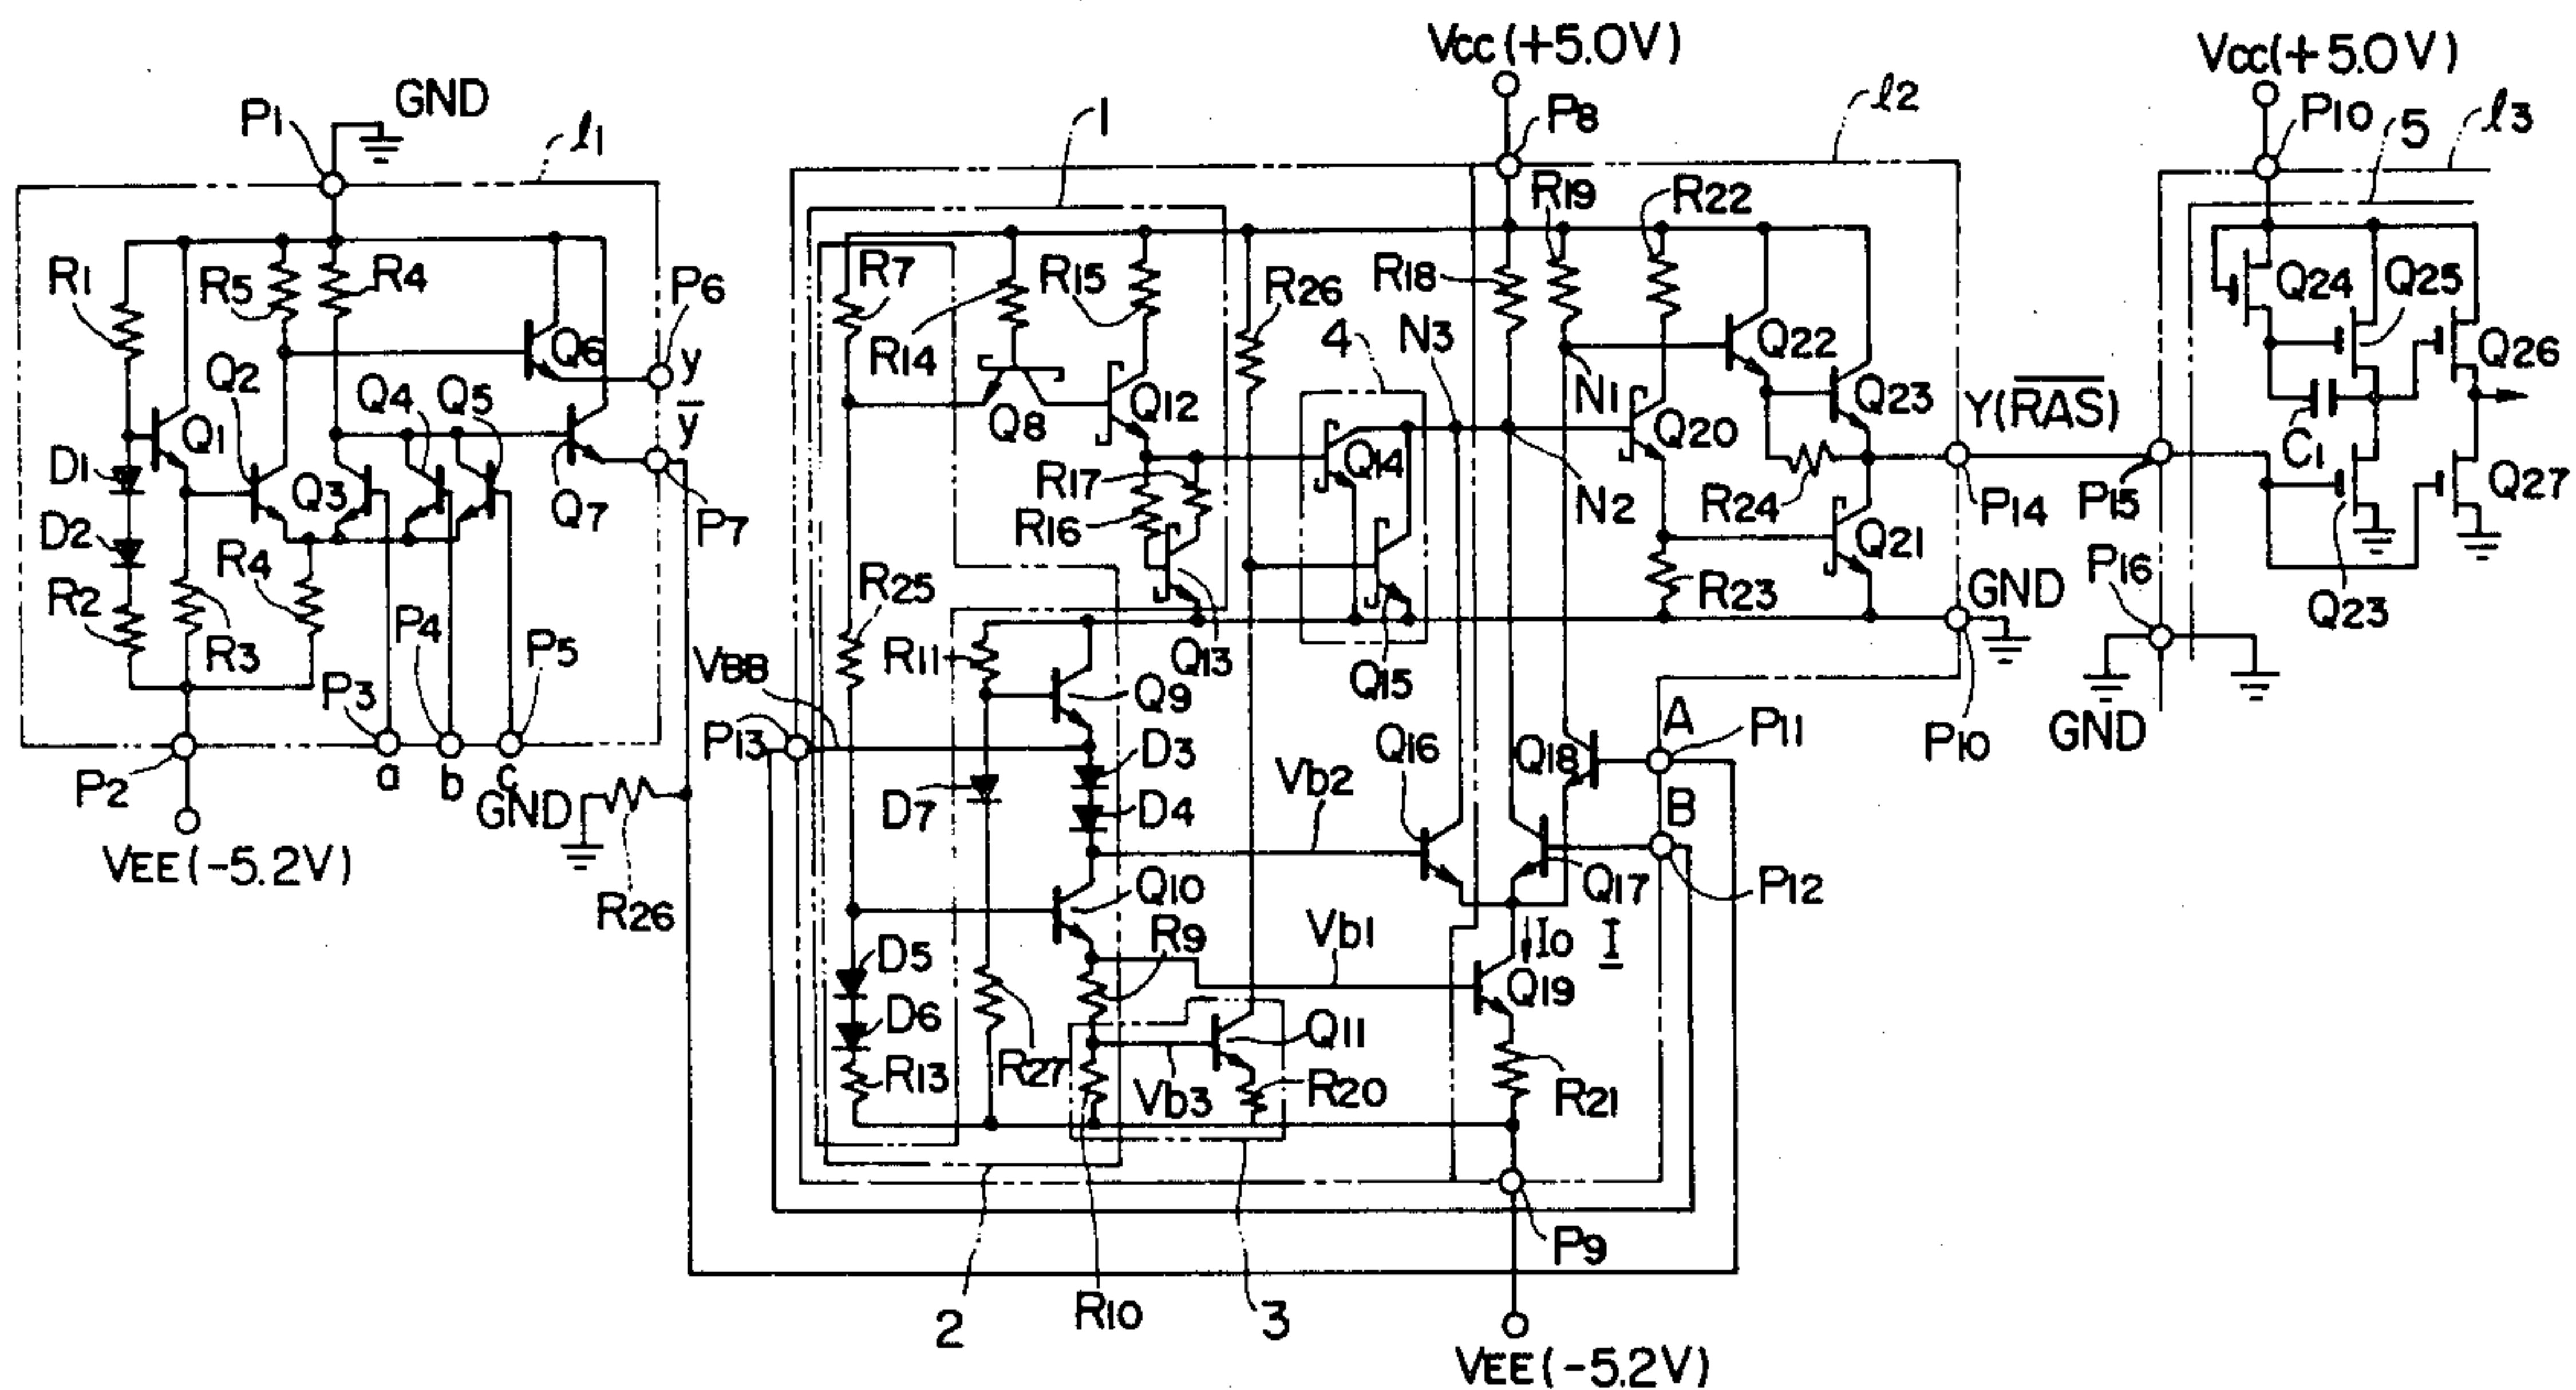 VCC(+5.0V)
VCC(+5.0V)
GND
P1
l1
1
P8
l2
P10
5
l3
R1
R5
R4
P6
R7
R14
R15
R26
R18
R19
R22
Q24
Q25
Q26
Q2
Q4
Q5
Q6
y
ȳ
Q1
D1
Q3
Q7
P7
Q8
Q12
4
N3
N1
Q22
Q23
Y(RAS)
C1
D2
R2
R3
R4
P3
P4
P5
R17
R16
Q14
N2
Q20
R24
Q21
P14
P15
Q27
R25
R11
Q13
Q15
R23
GND
P16
Q23
P2
a
b
c
VBB
P13
Q9
Q16
Q18
A
P11
P10
GND
GND
D7
D3
D4
Vb2
B
VEE(-5.2V)
R26
Q10
Q17
P12
D5
R9
Vb1
I0
I
D6
Q19
R13
R27
Q11
Vb3
R20
R21
2
R10
3
P9
VEE(-5.2V)